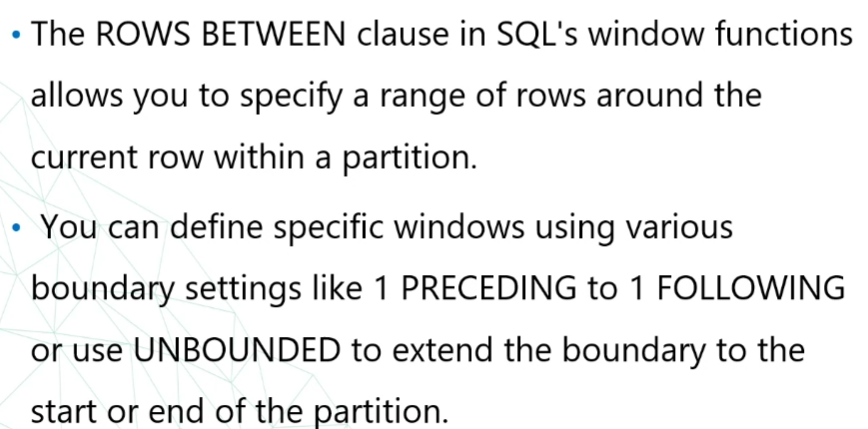 • The ROWS BETWEEN clause in SQL's window functions
allows you to specify a range of rows around the
current row within a partition.
• You can define specific windows using various
boundary settings like 1 PRECEDING to 1 FOLLOWING
or use UNBOUNDED to extend the boundary to the
start or end of the partition.